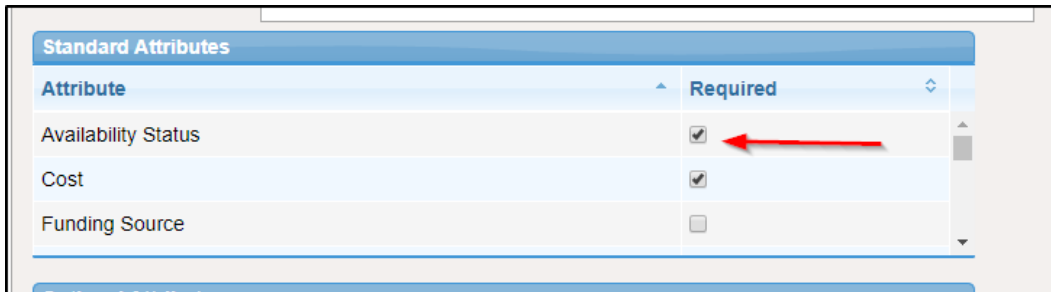 Standard Attributes
Attribute Required
Availability Status
Cost
Funding Source